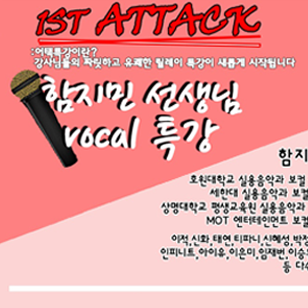 1ST ATTACK
:어택특강이란?
강사님들의 짜릿하고 유쾌한 릴레이 특강이 새롭게 시작됩니다
함지민 선생님
vocal 특강
함지
호원대학교 실용음악과 보컬
세한대 실용음악과 보컬
상명대학교 평생교육원 실용음악과
MOT 엔터테인먼트 보컬
이적,신화,태연,티파니,신혜성,박정
인피니트,아이유,이은미,임재범,이승
등 다수